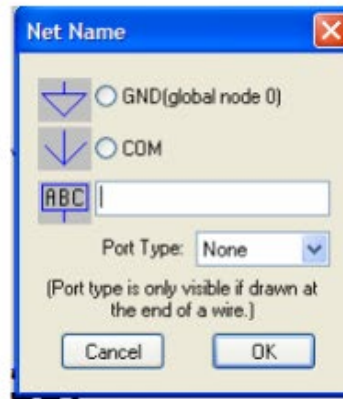 Net Name
GND(global node 0)
COM
ABC
Port Type: None
(Port type is only visible if drawn at
the end of a wire.)
Cancel OK